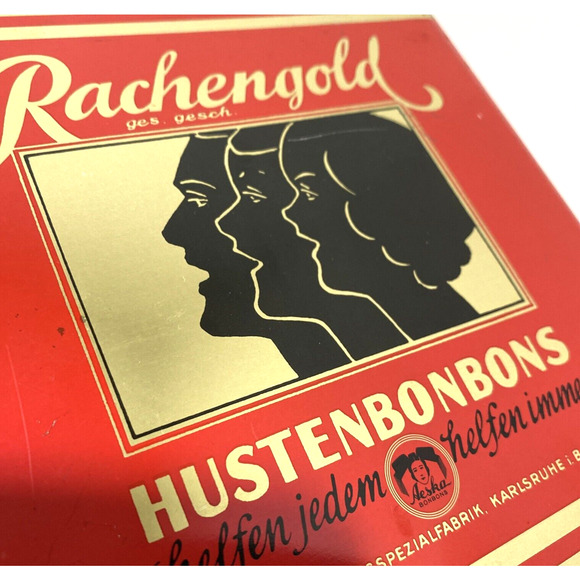 Rachengold
ges. gesch.
HUSTENBONBONS
helfen jedem helfen imme
Aeska
BONBONS
SPEZIALFABRIK, KARLSRUHE i. B